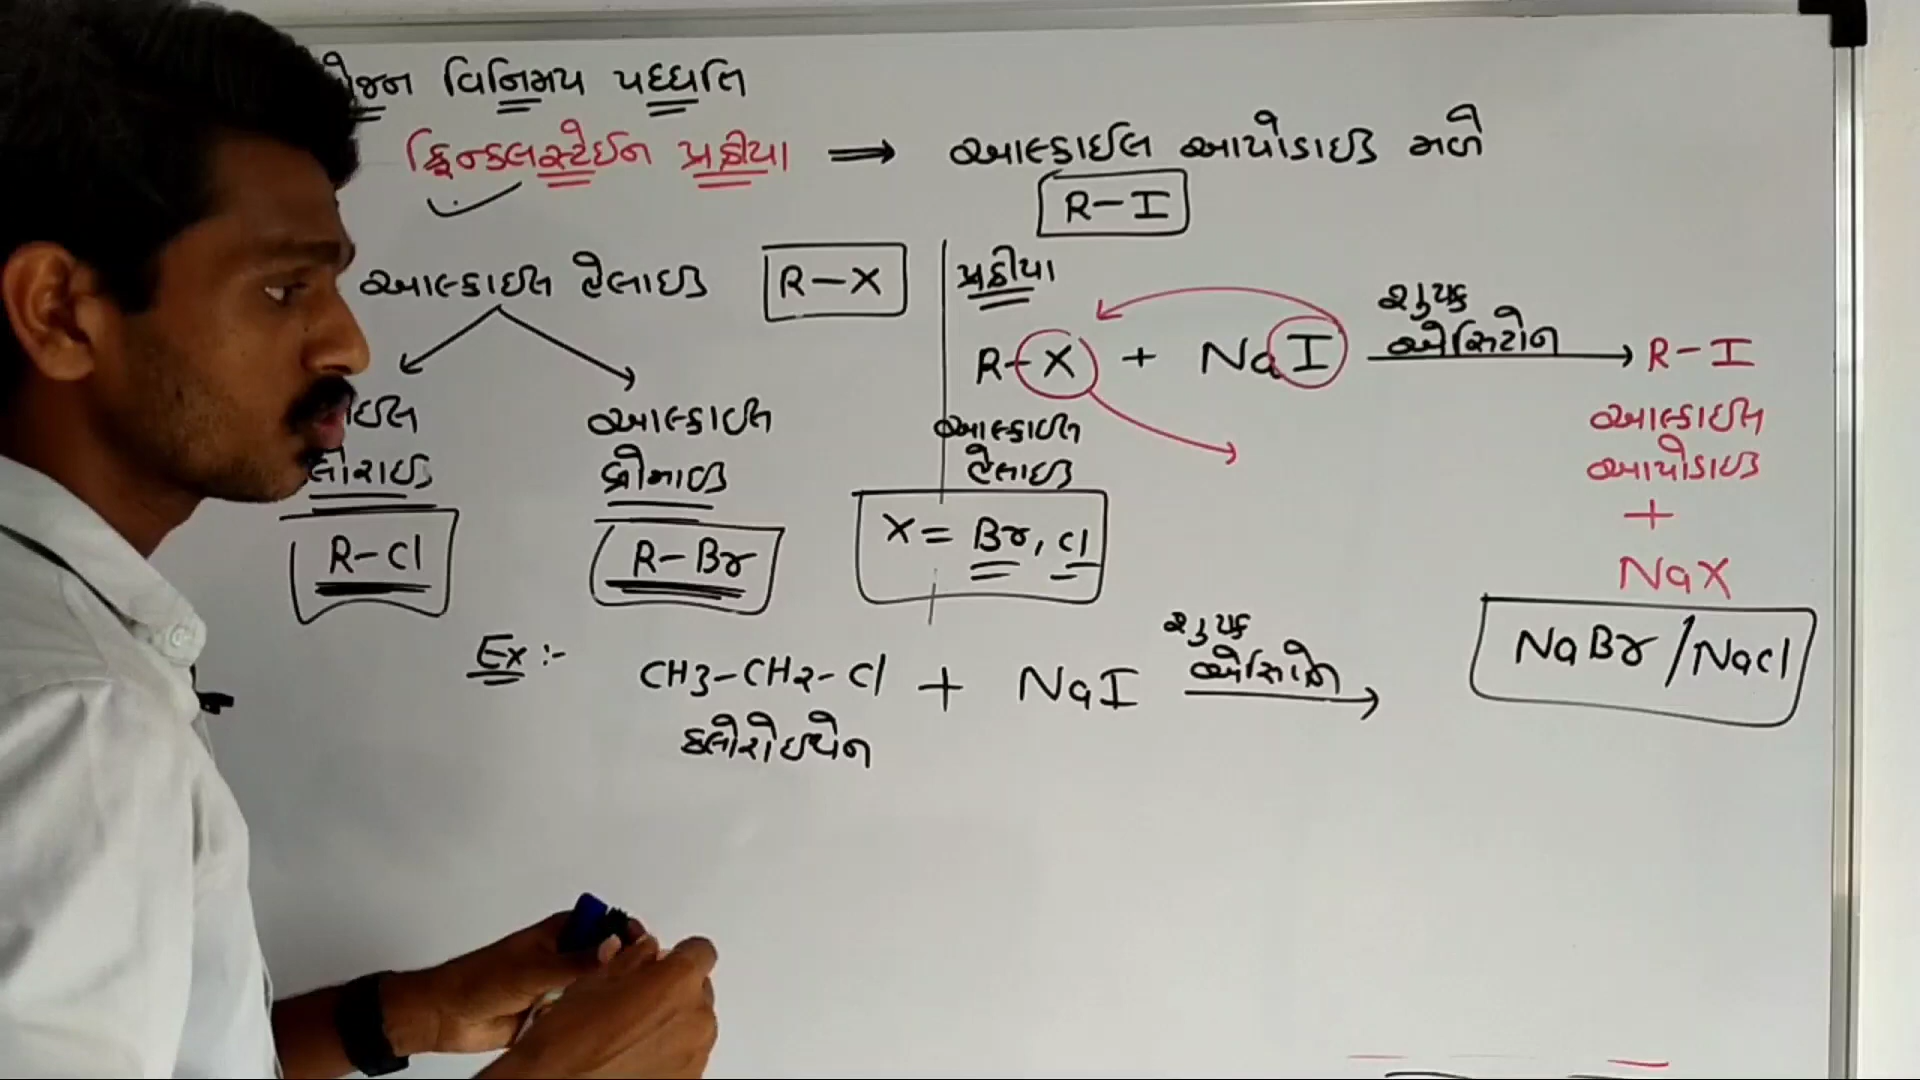 વિનિમય પધ્ધતિ
ફિન્કલસ્ટેઈન પ્રક્રીયા ⟹ આલ્કાઈલ આયોડાઈડ મળે
R-I
આલ્કાઈલ હેલાઈડ R-X
આલ્કાઈલ
બ્રોમાઈડ
R-Cl
R-Br
પ્રક્રીયા
R-X + NaI શુષ્ક એસિટોન → R-I
આલ્કાઈલ
હેલાઈડ
X = Br, Cl
આલ્કાઈલ
આયોડાઈડ
+
NaX
NaBr/NaCl
Ex:- CH3-CH2-Cl + NaI શુષ્ક એસિટોન →
ક્લોરોઇથેન